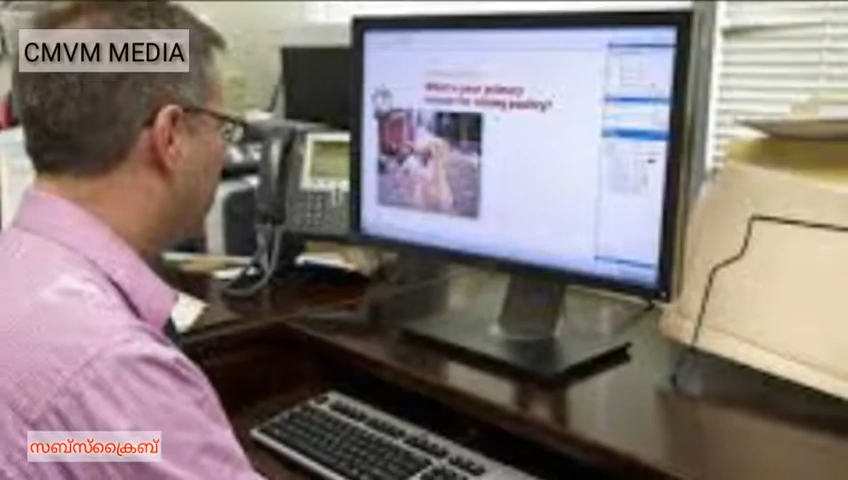 CMVM MEDIA
What's your primary
reason for raising poultry?
സബ്സ്ക്രൈബ്